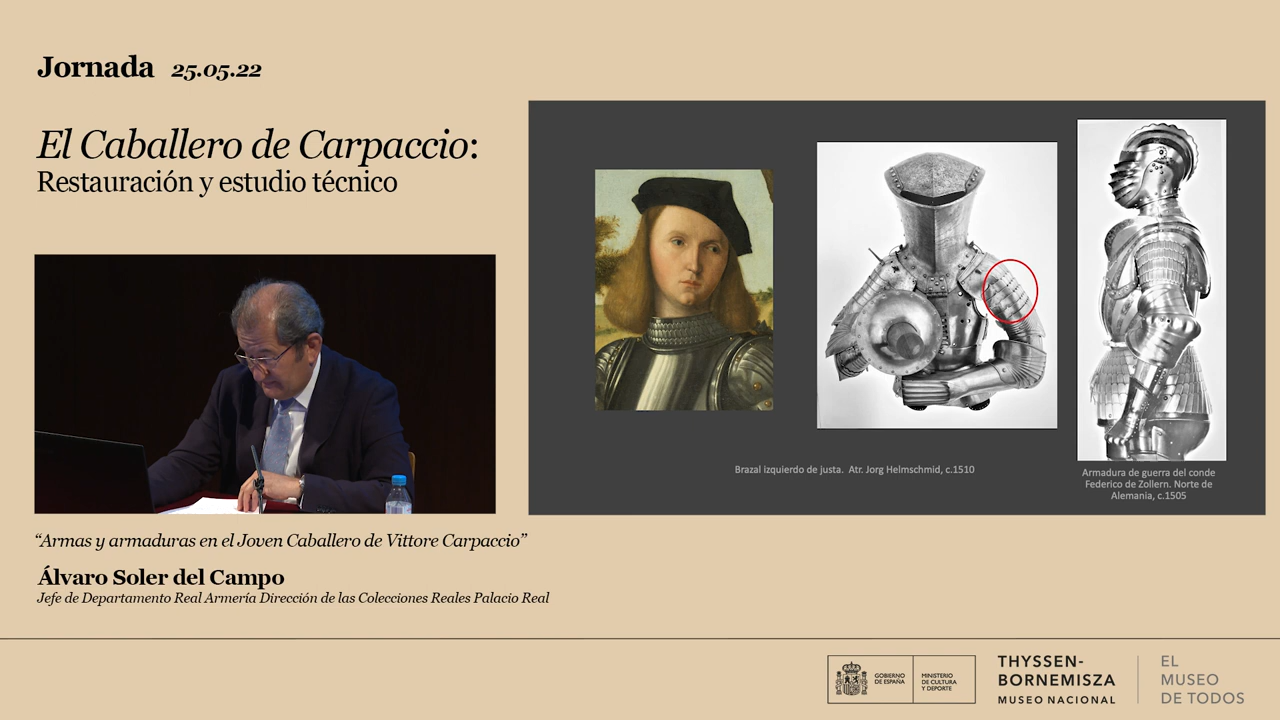 Jornada 25.05.22
El Caballero de Carpaccio:
Restauración y estudio técnico
Brazal izquierdo de justa. Atr. Jorg Helmschmid, c.1510
Armadura de guerra del conde
Federico de Zollern. Norte de
Alemania, c.1505
“Armas y armaduras en el Joven Caballero de Vittore Carpaccio”
Álvaro Soler del Campo
Jefe de Departamento Real Armería Dirección de las Colecciones Reales Palacio Real
GOBIERNO
DE ESPAÑA
MINISTERIO
DE CULTURA
Y DEPORTE
THYSSEN-
BORNEMISZA
MUSEO NACIONAL
EL
MUSEO
DE TODOS